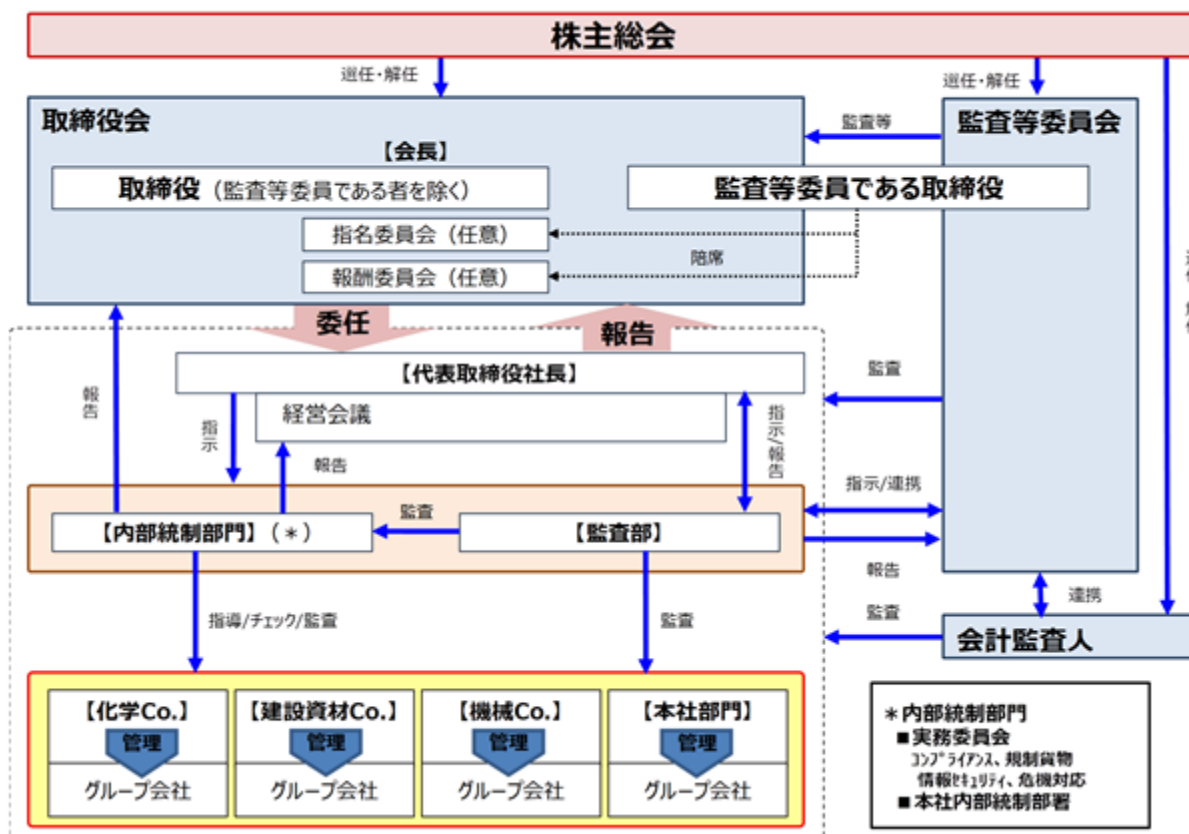 株主総会
選任・解任
選任・解任
取締役会
監査等委員会
監査等
【会長】
取締役（監査等委員である者を除く）
監査等委員である取締役
指名委員会（任意）
陪席
報酬委員会（任意）
委任
報告
【代表取締役社長】
監査
報告
経営会議
指示
指示/報告
報告
指示/連携
【内部統制部門】（＊）
監査
【監査部】
報告
連携
指導/チェック/監査
監査
監査
会計監査人
【化学Co.】
【建設資材Co.】
【機械Co.】
【本社部門】
管理
管理
管理
管理
グループ会社
グループ会社
グループ会社
グループ会社
＊内部統制部門
■実務委員会
ｺﾝﾌﾟﾗｲｱﾝｽ、規制貨物
情報ｾｷｭﾘﾃｨ、危機対応
■本社内部統制部署